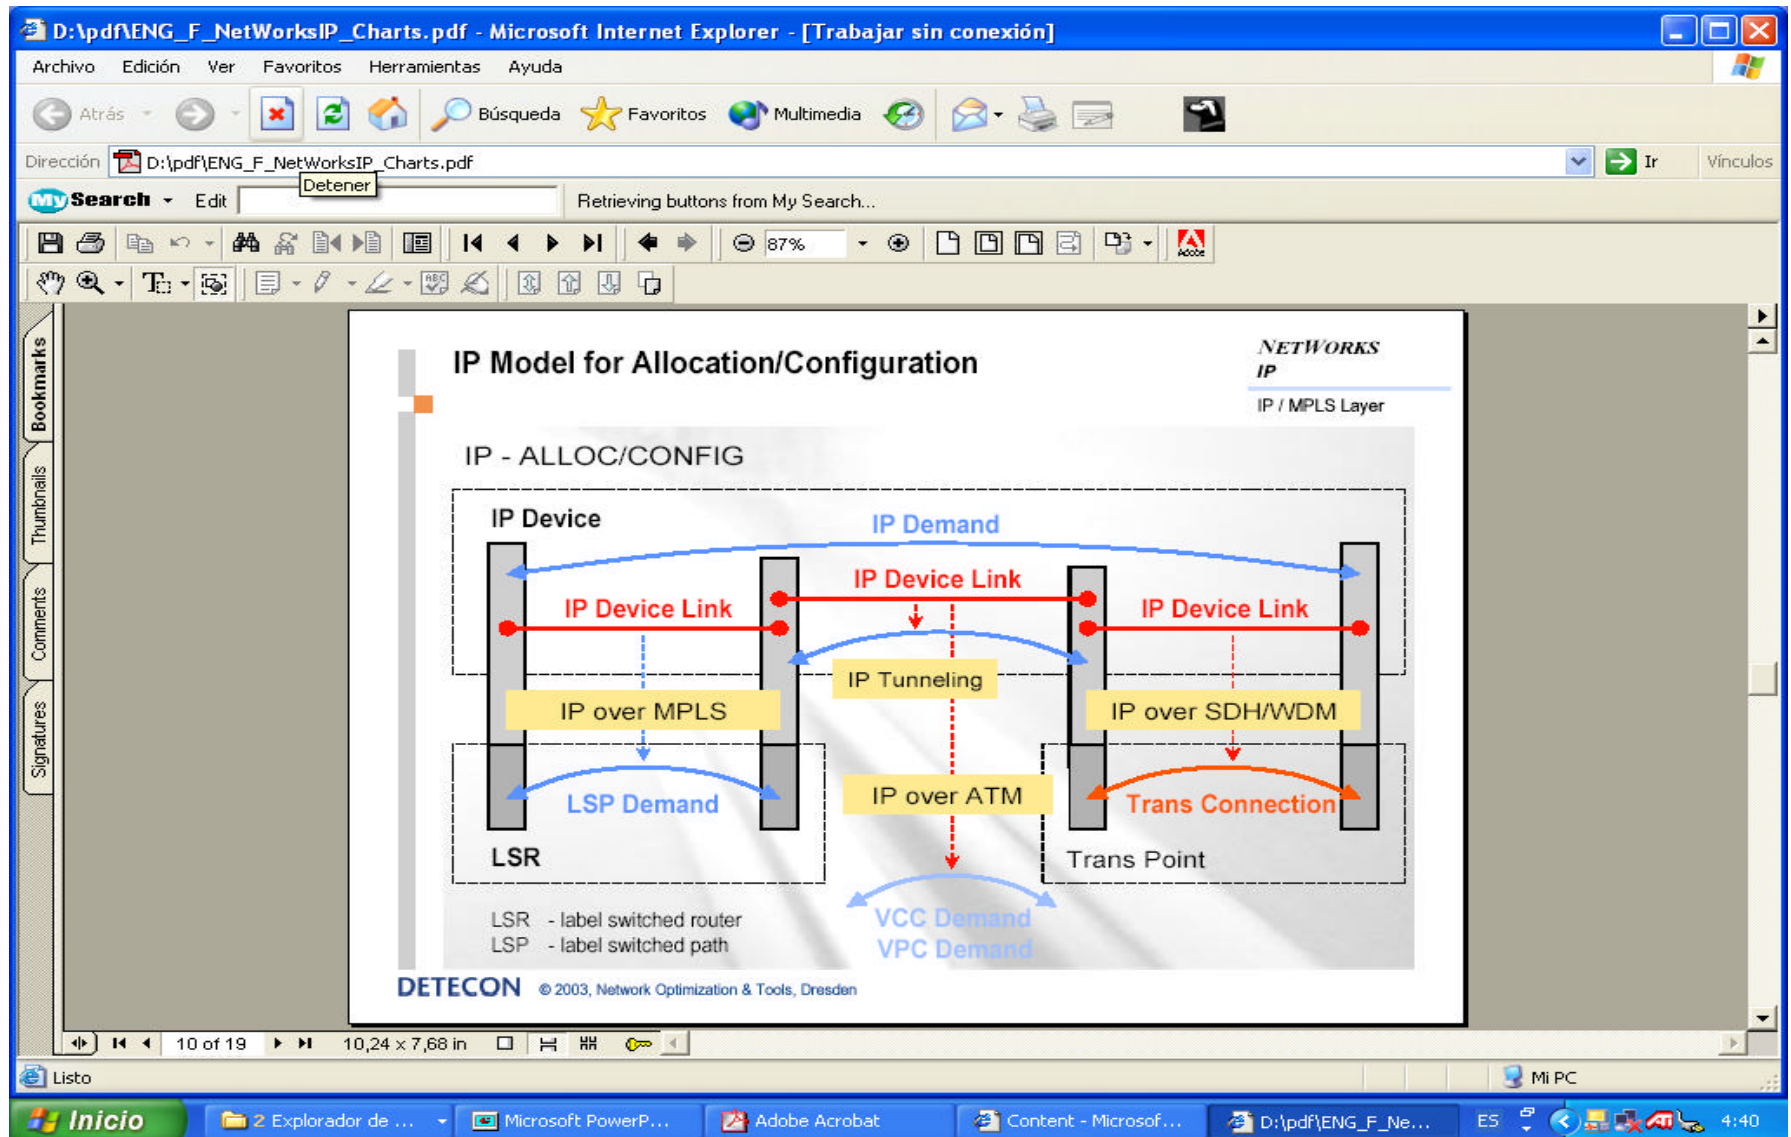 D:\pdf\ENG_F_NetWorksIP_Charts.pdf - Microsoft Internet Explorer - [Trabajar sin conexión]
Archivo Edición Ver Favoritos Herramientas Ayuda
Atrás Búsqueda Favoritos Multimedia
Dirección D:\pdf\ENG_F_NetWorksIP_Charts.pdf Ir Vínculos
Detener
My Search Edit Retrieving buttons from My Search...
87% Adobe
Bookmarks
Thumbnails
Comments
Signatures
IP Model for Allocation/Configuration
NETWORKS
IP
IP / MPLS Layer
IP - ALLOC/CONFIG
IP Device
IP Demand
IP Device Link
IP Device Link
IP Device Link
IP Tunneling
IP over MPLS
IP over SDH/WDM
IP over ATM
LSP Demand
Trans Connection
LSR
Trans Point
LSR - label switched router
LSP - label switched path
VCC Demand
VPC Demand
DETECON © 2003, Network Optimization & Tools, Dresden
10 of 19 10,24 x 7,68 in
Listo Mi PC
Inicio 2 Explorador de ... Microsoft PowerP... Adobe Acrobat Content - Microsof... D:\pdf\ENG_F_Ne... ES 4:40